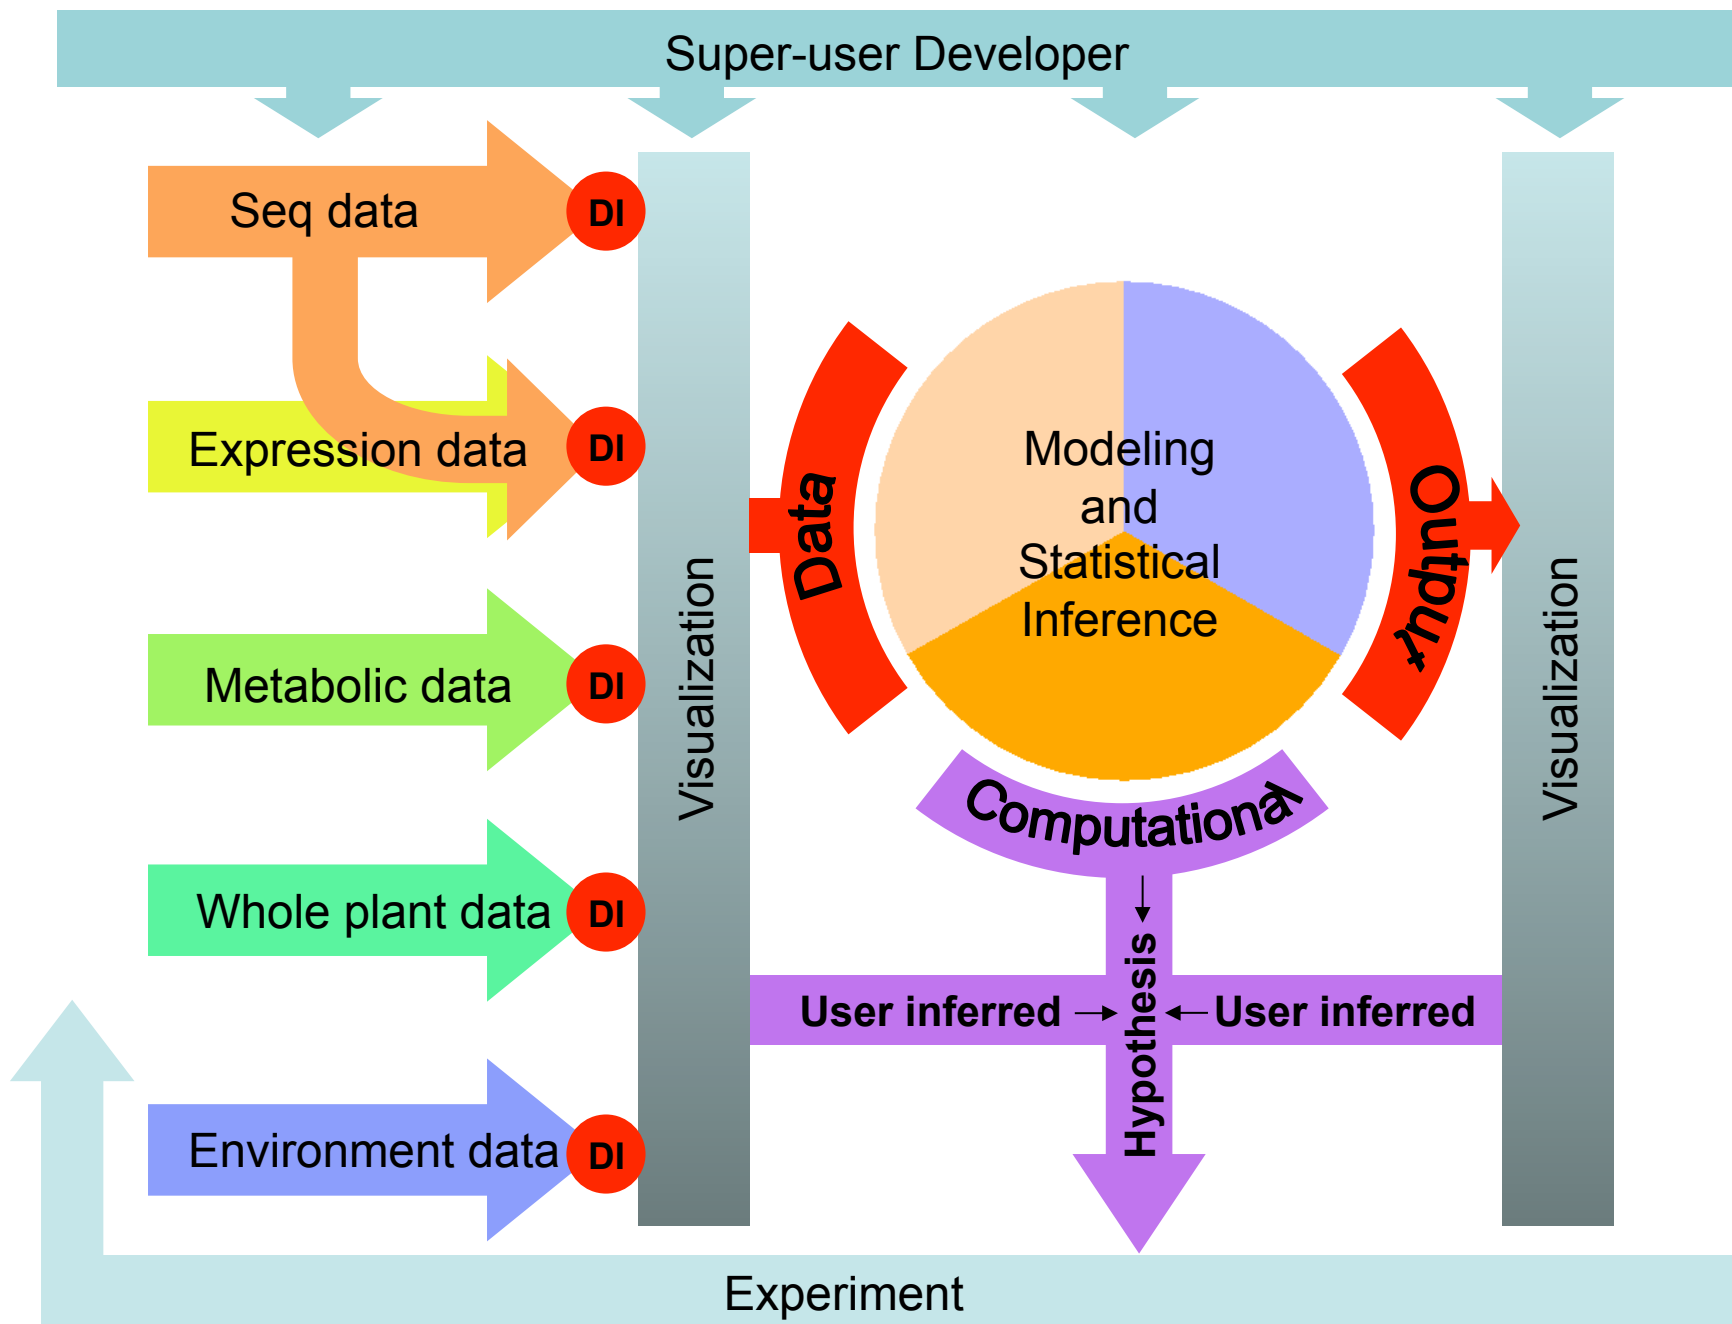 Super-user Developer
Seq data
DI
Expression data
DI
Metabolic data
DI
Whole plant data
DI
Environment data
DI
Visualization
Data
Modeling
and
Statistical
Inference
Output
Computational
Hypothesis
User inferred
User inferred
Visualization
Experiment